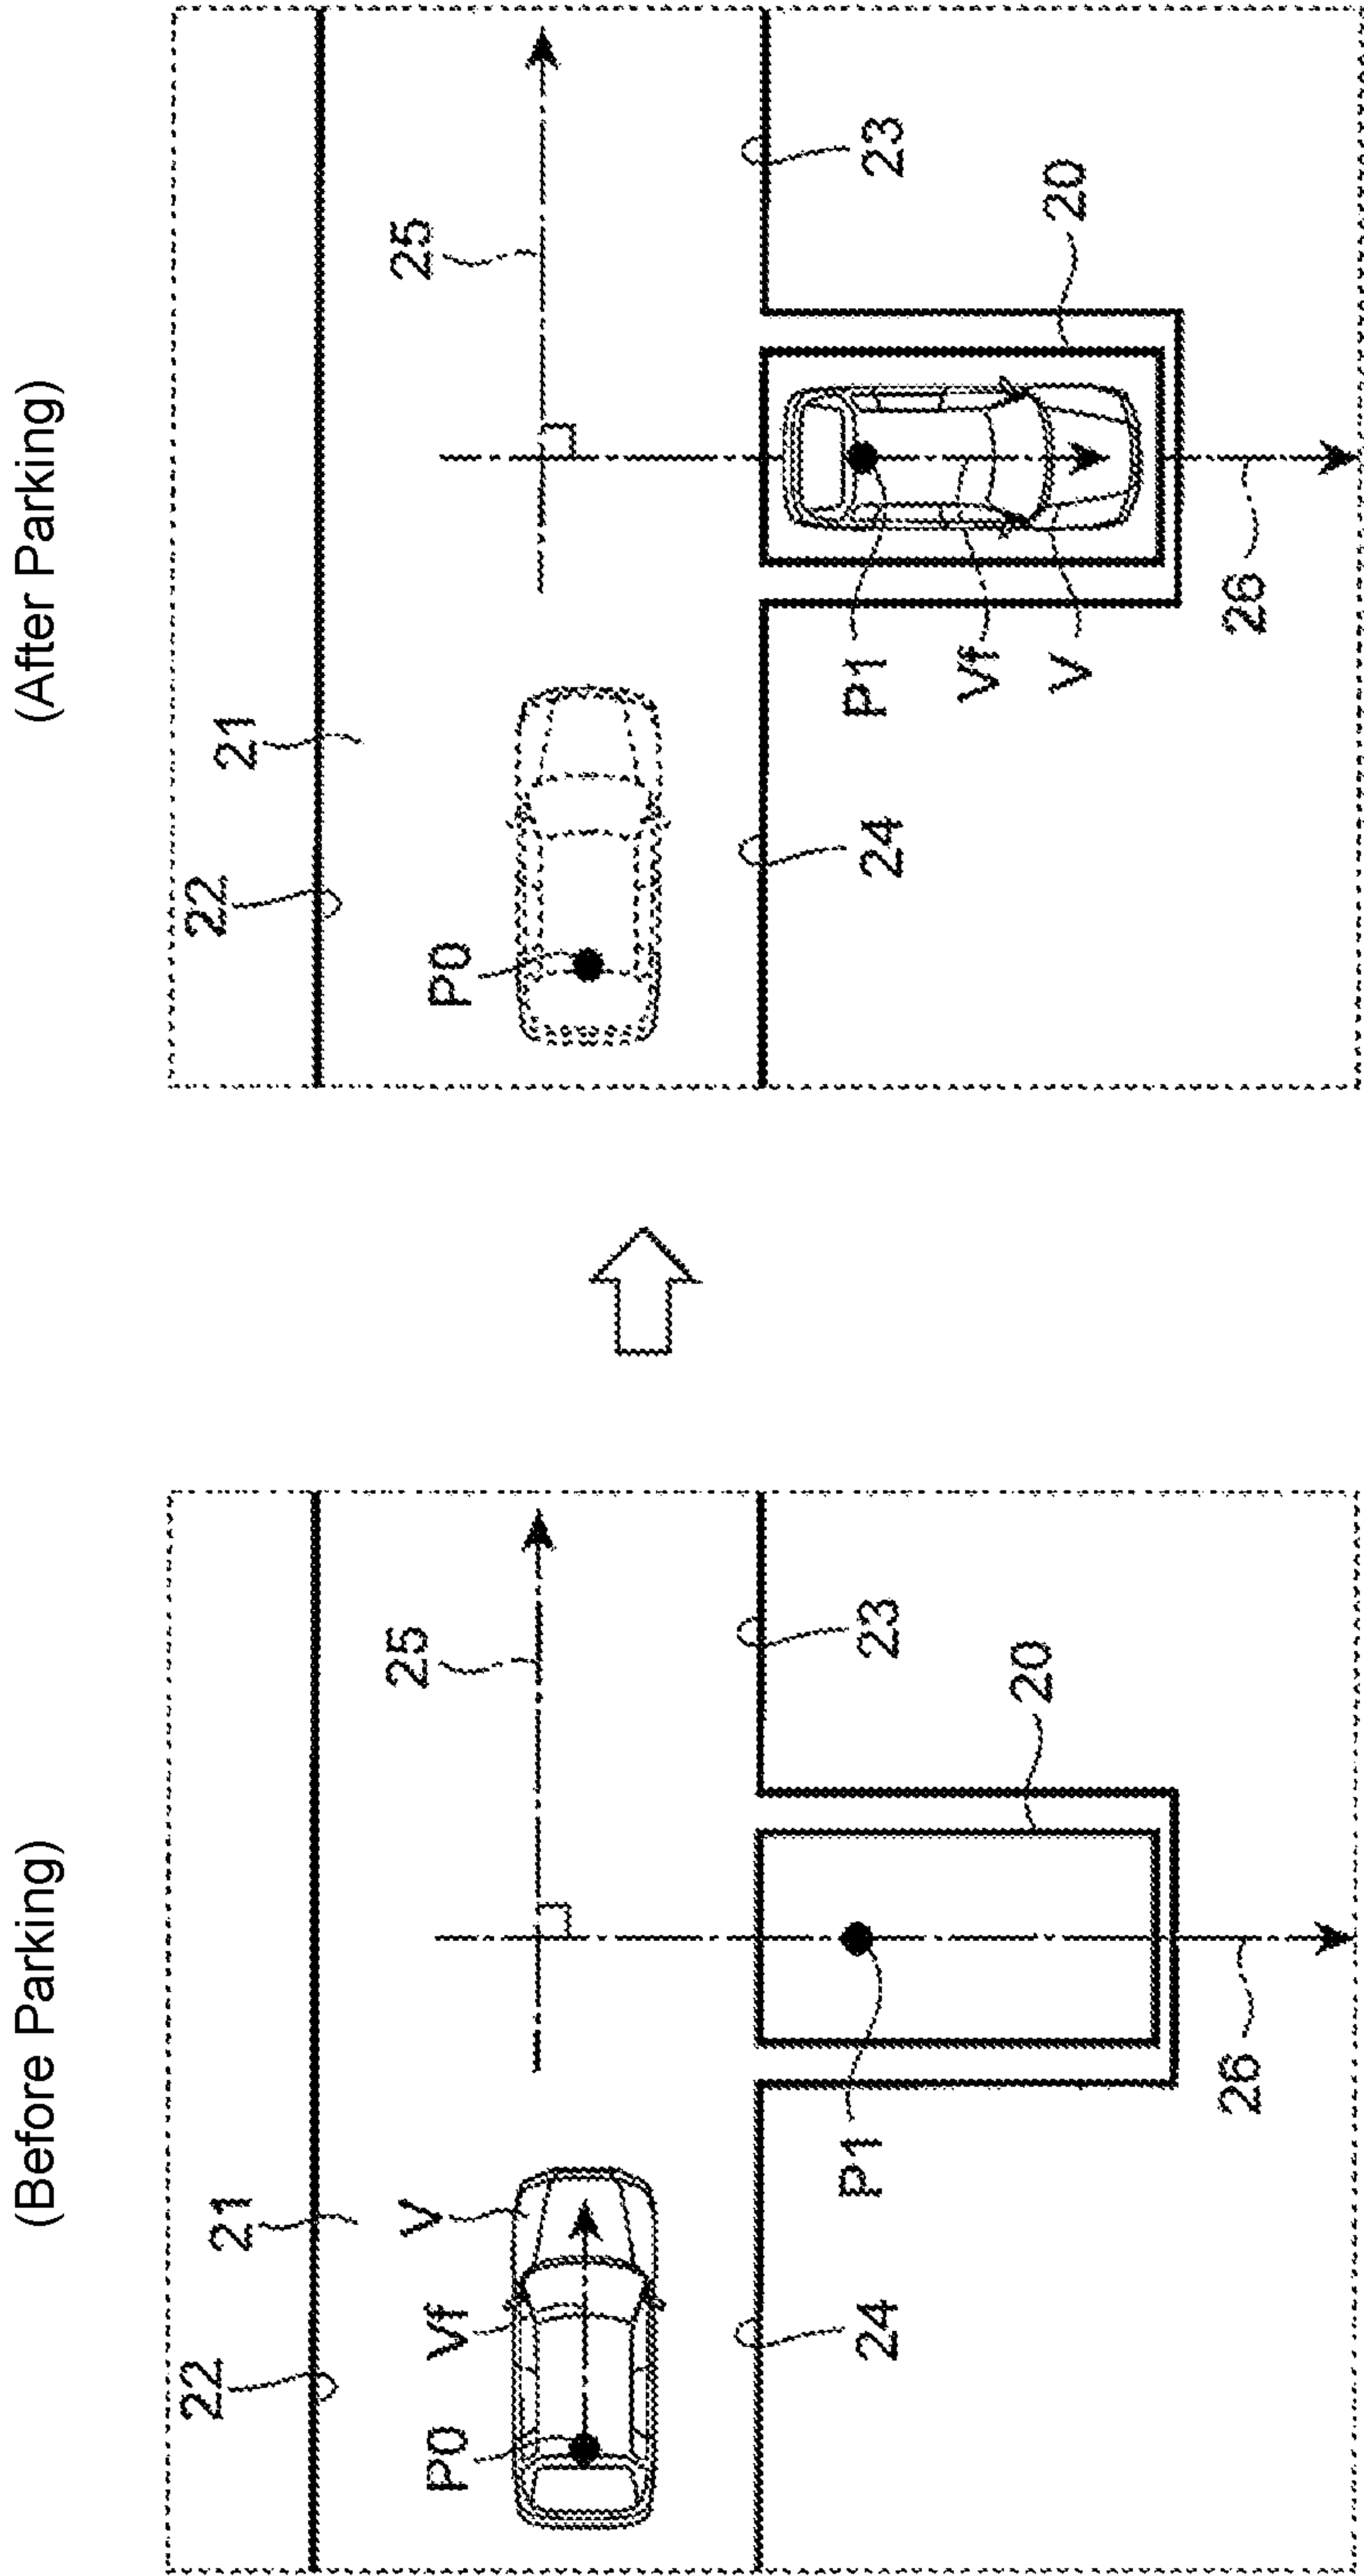 (Before Parking)
22
21
25
P0
Vf
V
24
23
P1
20
26
(After Parking)
22
21
25
P0
24
23
P1
Vf
V
20
26